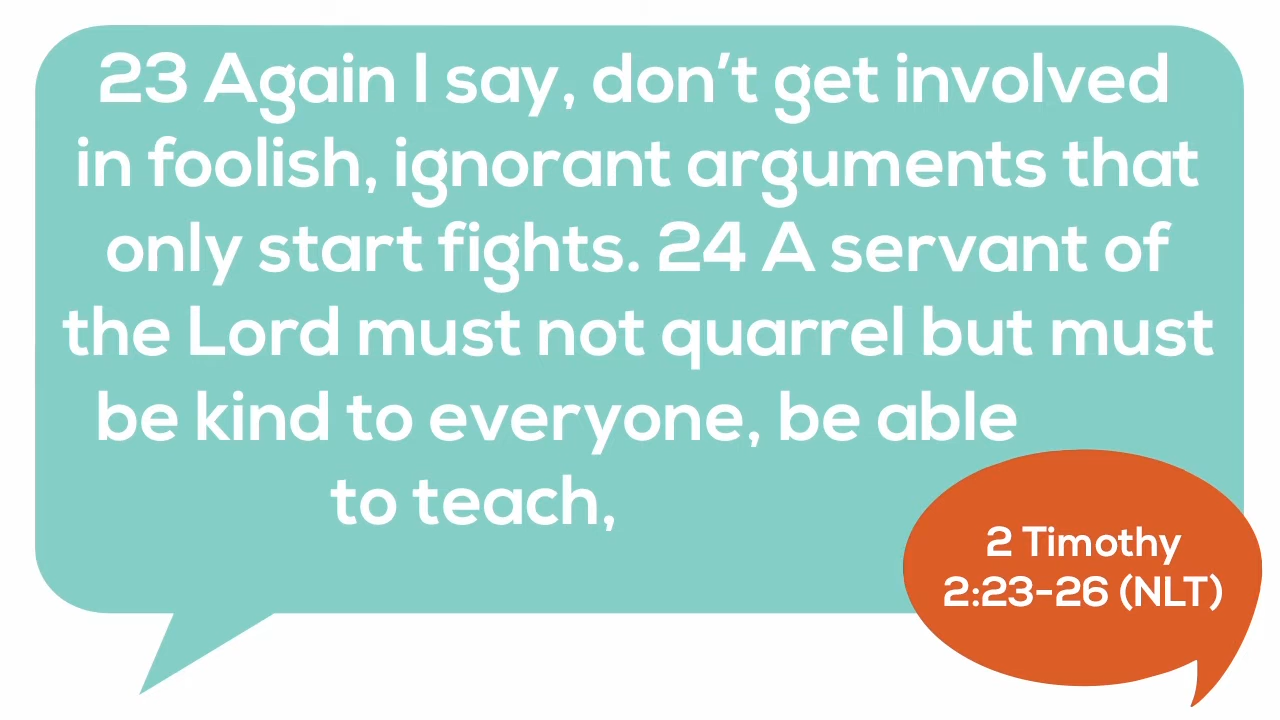 23 Again I say, don’t get involved
in foolish, ignorant arguments that
only start fights. 24 A servant of
the Lord must not quarrel but must
be kind to everyone, be able
to teach,
2 Timothy
2:23-26 (NLT)